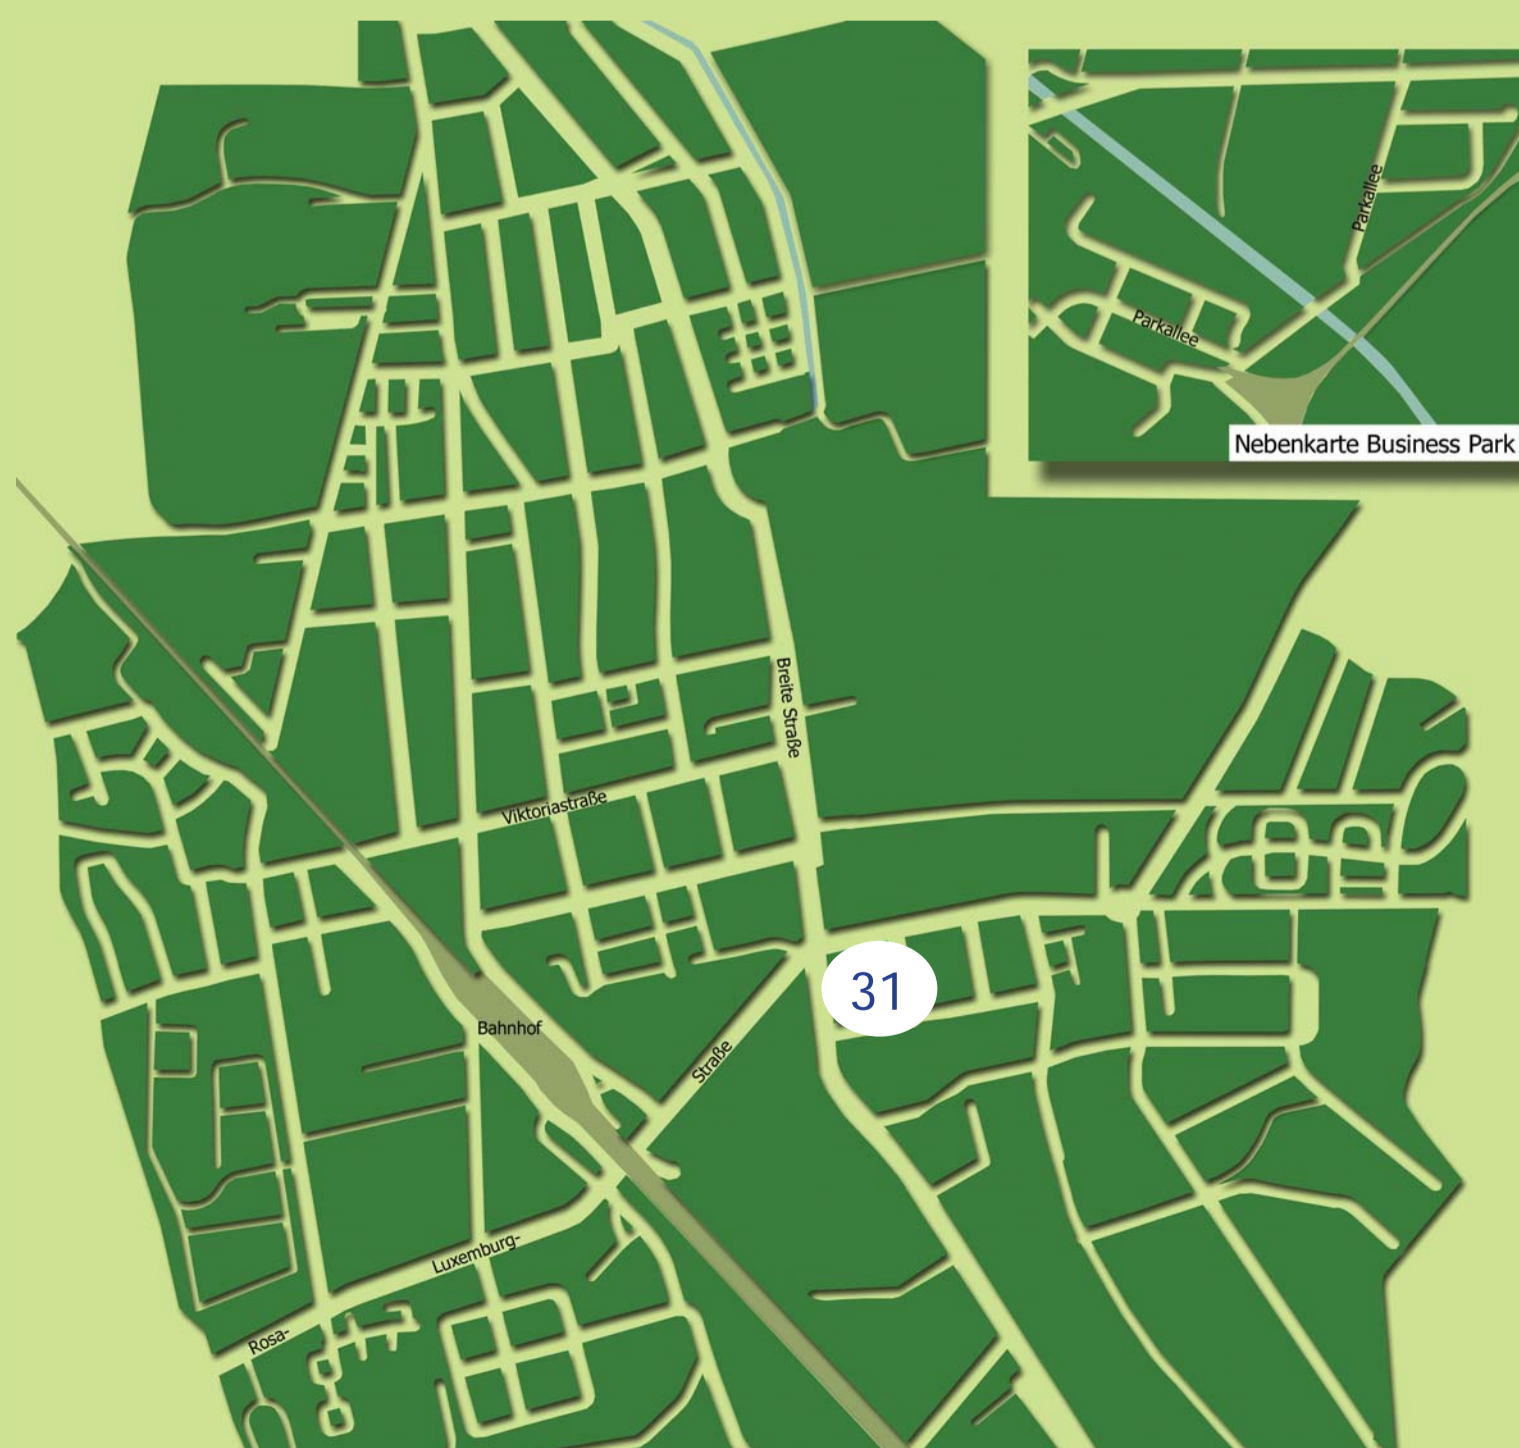 Parkallee
Parkallee
Nebenkarte Business Park
Breite Straße
Viktoriastraße
31
Bahnhof
Straße
Luxemburg-
Rosa-